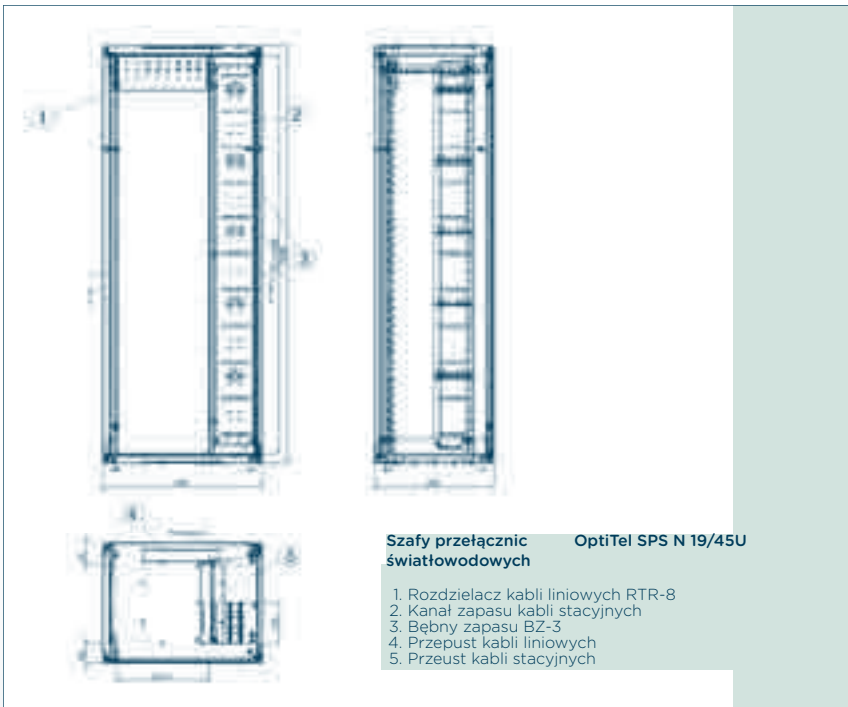 1
2
3
4
Szafy przełącznic światłowodowych
OptiTel SPS N 19/45U
1. Rozdzielacz kabli liniowych RTR-8
2. Kanał zapasu kabli stacyjnych
3. Bębny zapasu BZ-3
4. Przepust kabli liniowych
5. Przeust kabli stacyjnych